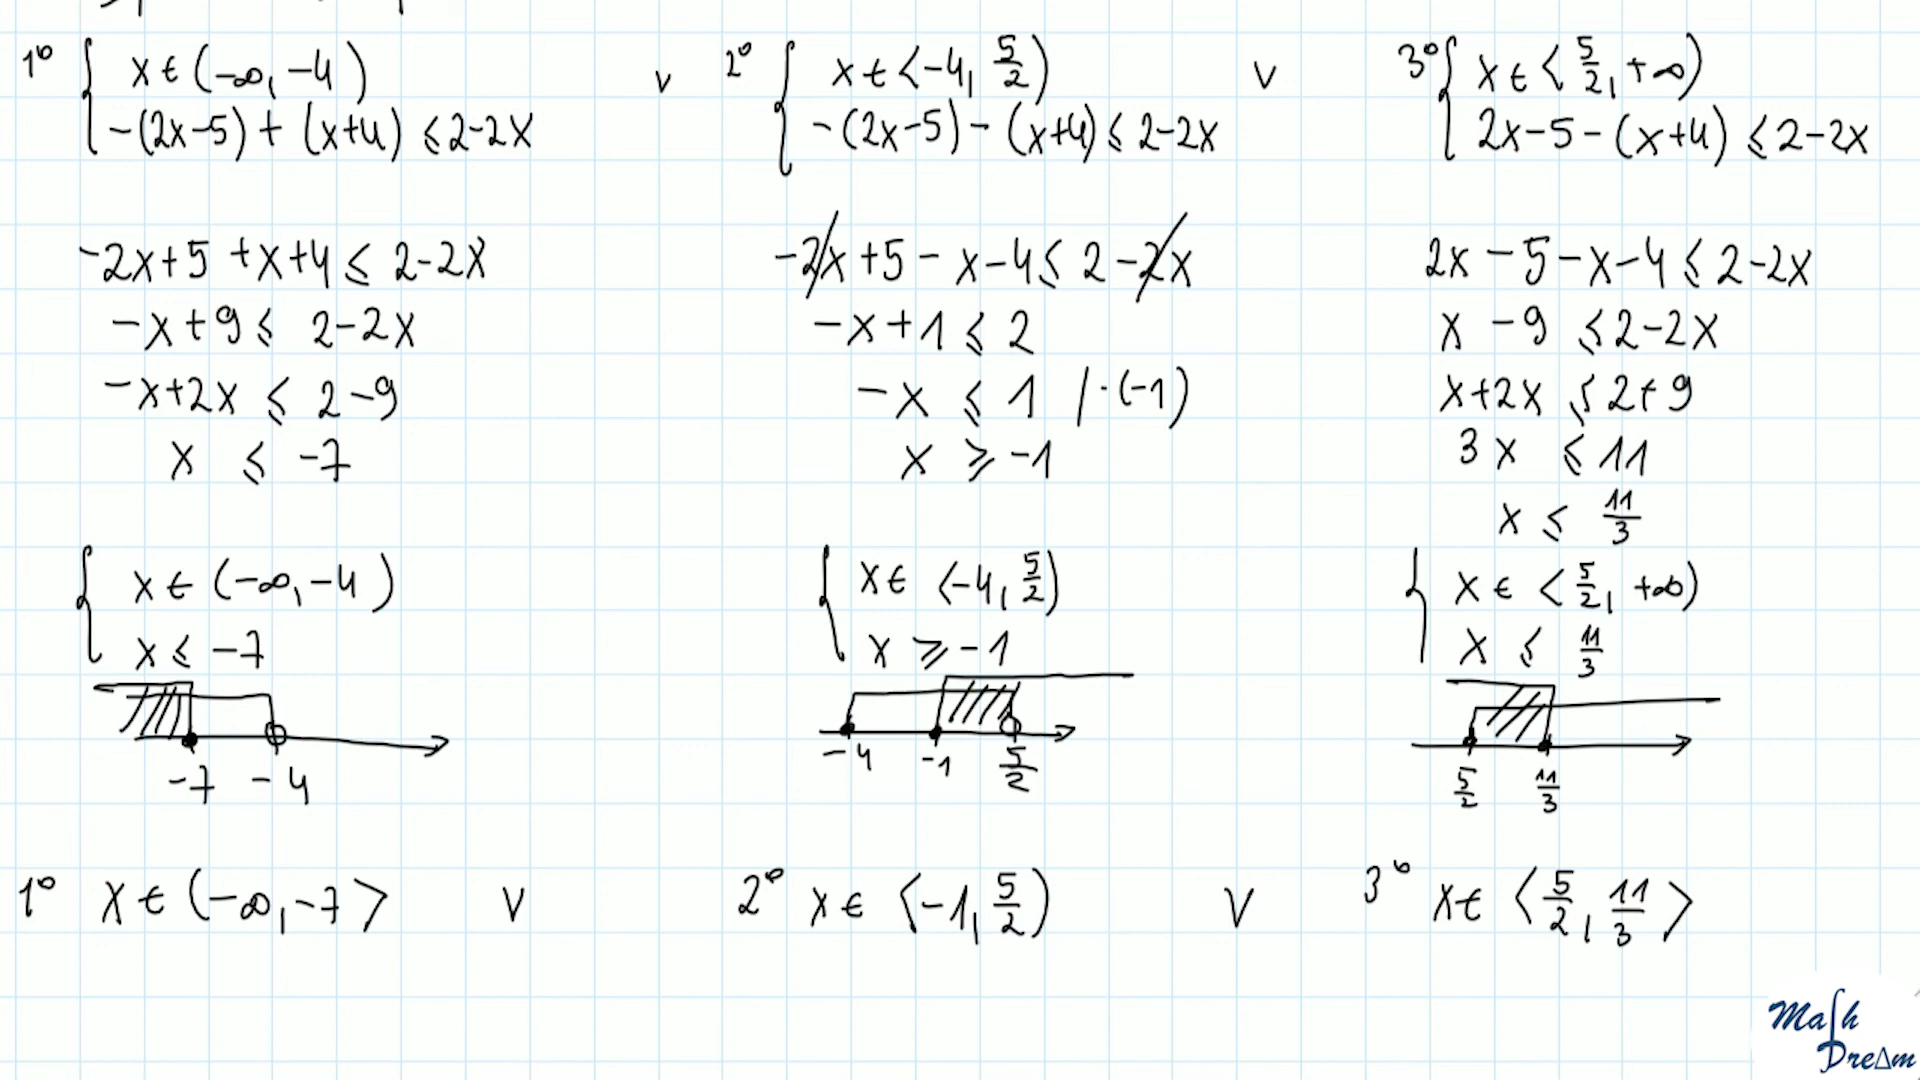 1° { x ∈ (-∞, -4) v 2° { x ∈ <-4, 5/2) v 3° { x ∈ <5/2, +∞)
-(2x-5) + (x+4) ≤ 2-2x -(2x-5) - (x+4) ≤ 2-2x 2x-5-(x+4) ≤ 2-2x
-2x+5+x+4 ≤ 2-2x -2x+5-x-4 ≤ 2-2x 2x-5-x-4 ≤ 2-2x
-x+9 ≤ 2-2x -x+1 ≤ 2 x-9 ≤ 2-2x
-x+2x ≤ 2-9 -x ≤ 1 /·(-1) x+2x ≤ 2+9
x ≤ -7 x ≥ -1 3x ≤ 11
x ≤ 11/3
{ x ∈ (-∞, -4) { x ∈ <-4, 5/2) { x ∈ <5/2, +∞)
x ≤ -7 x ≥ -1 x ≤ 11/3
-7 -4 -4 -1 5/2 5/2 11/3
1° x ∈ (-∞, -7> v 2° x ∈ <-1, 5/2) v 3° x ∈ <5/2, 11/3>
Ma∫h
Dre∆m